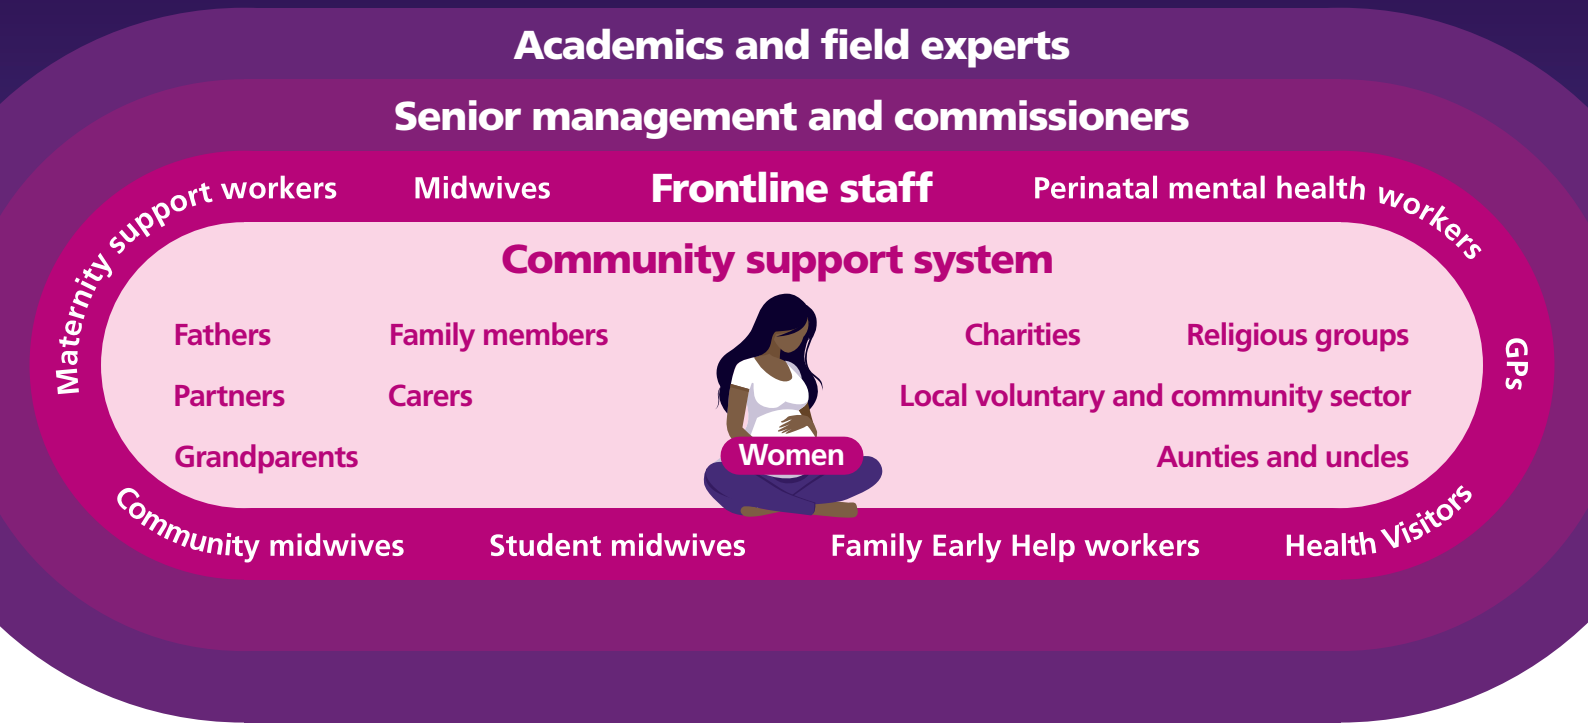 Academics and field experts
Senior management and commissioners
Maternity support workers
Midwives
Frontline staff
Perinatal mental health workers
GPs
Community support system
Fathers
Family members
Charities
Religious groups
Partners
Carers
Local voluntary and community sector
Grandparents
Women
Aunties and uncles
Community midwives
Student midwives
Family Early Help workers
Health Visitors